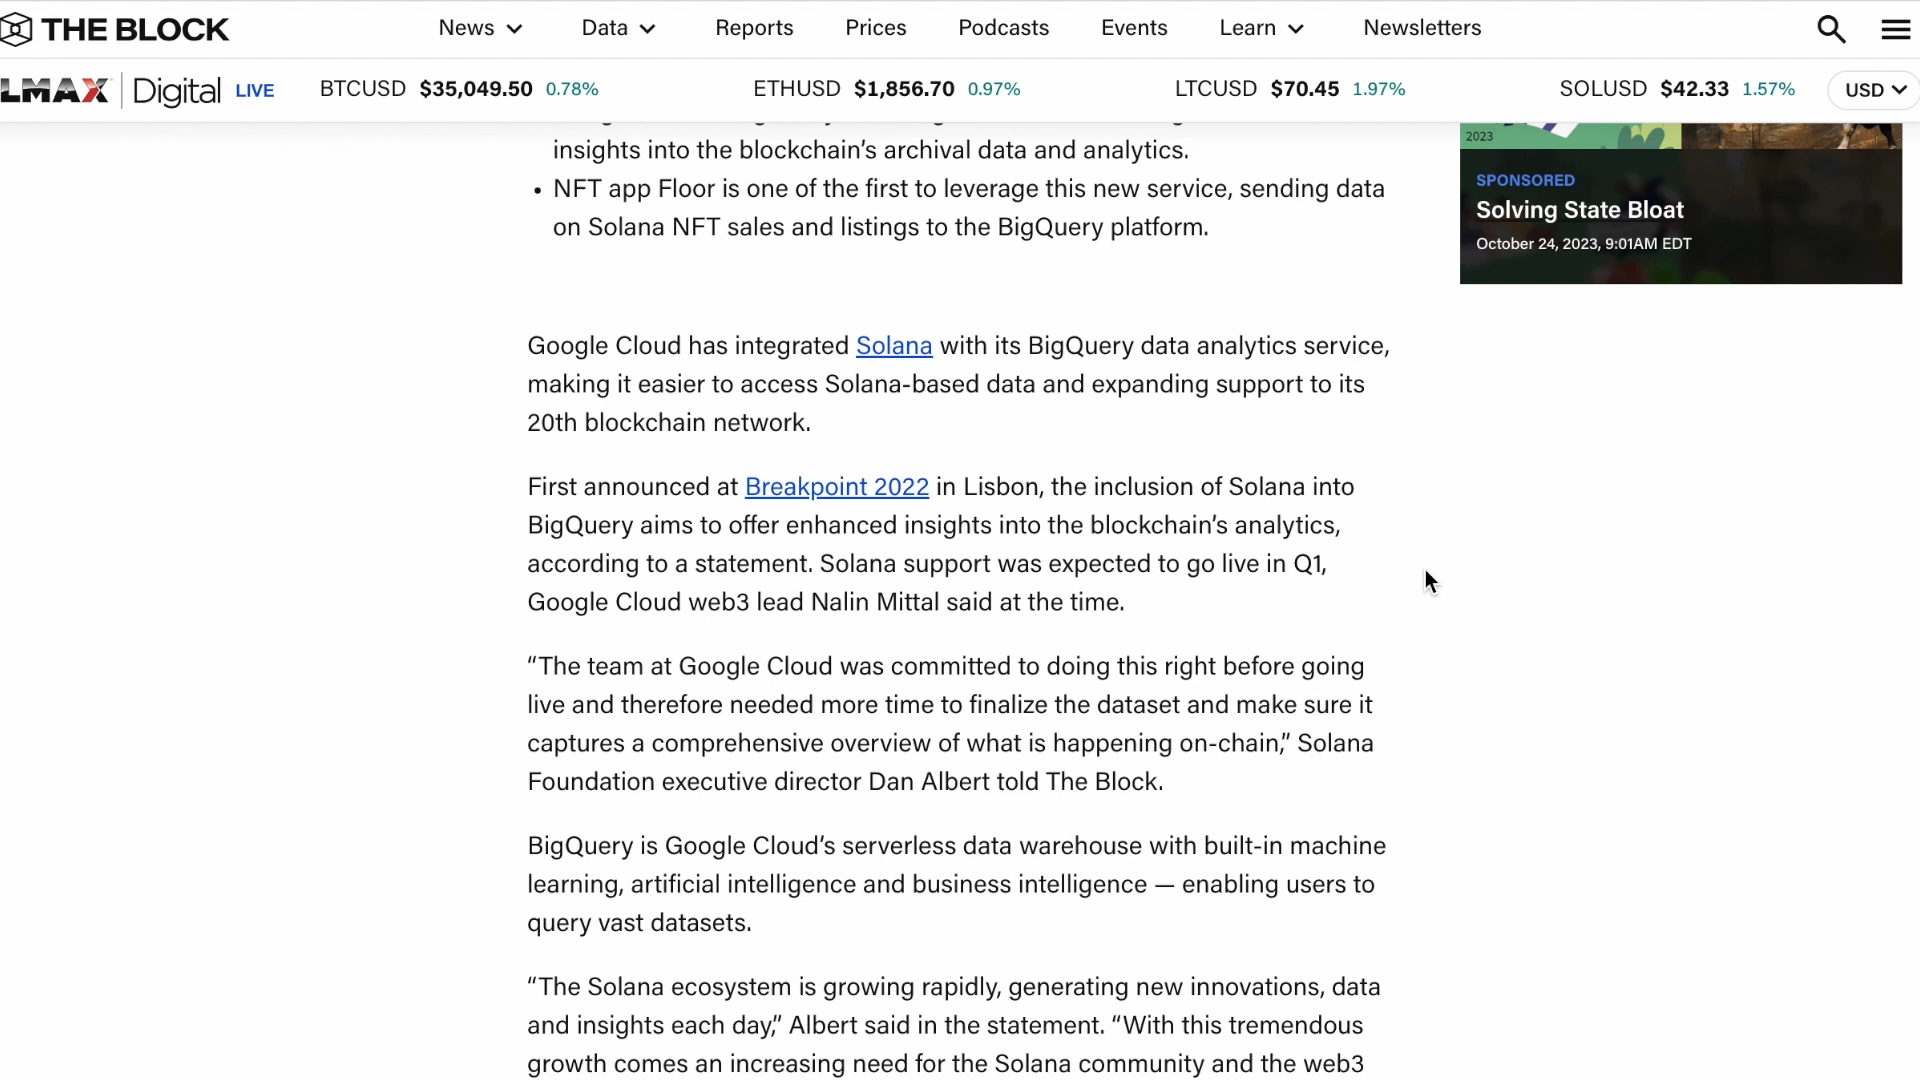 THE BLOCK
News
Data
Reports
Prices
Podcasts
Events
Learn
Newsletters
LMAX Digital LIVE
BTCUSD $35,049.50 0.78%
ETHUSD $1,856.70 0.97%
LTCUSD $70.45 1.97%
SOLUSD $42.33 1.57%
USD
insights into the blockchain’s archival data and analytics.
• NFT app Floor is one of the first to leverage this new service, sending data
on Solana NFT sales and listings to the BigQuery platform.
2023
SPONSORED
Solving State Bloat
October 24, 2023, 9:01AM EDT
Google Cloud has integrated Solana with its BigQuery data analytics service,
making it easier to access Solana-based data and expanding support to its
20th blockchain network.
First announced at Breakpoint 2022 in Lisbon, the inclusion of Solana into
BigQuery aims to offer enhanced insights into the blockchain’s analytics,
according to a statement. Solana support was expected to go live in Q1,
Google Cloud web3 lead Nalin Mittal said at the time.
“The team at Google Cloud was committed to doing this right before going
live and therefore needed more time to finalize the dataset and make sure it
captures a comprehensive overview of what is happening on-chain,” Solana
Foundation executive director Dan Albert told The Block.
BigQuery is Google Cloud’s serverless data warehouse with built-in machine
learning, artificial intelligence and business intelligence — enabling users to
query vast datasets.
“The Solana ecosystem is growing rapidly, generating new innovations, data
and insights each day,” Albert said in the statement. “With this tremendous
growth comes an increasing need for the Solana community and the web3